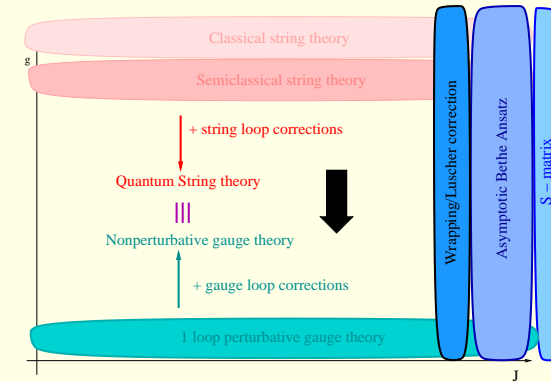 Classical string theory
g
Semiclassical string theory
+ string loop corrections
Quantum String theory
Nonperturbative gauge theory
+ gauge loop corrections
1 loop perturbative gauge theory
J
Wrapping/Luscher correction
Asymptotic Bethe Ansatz
S − matrix